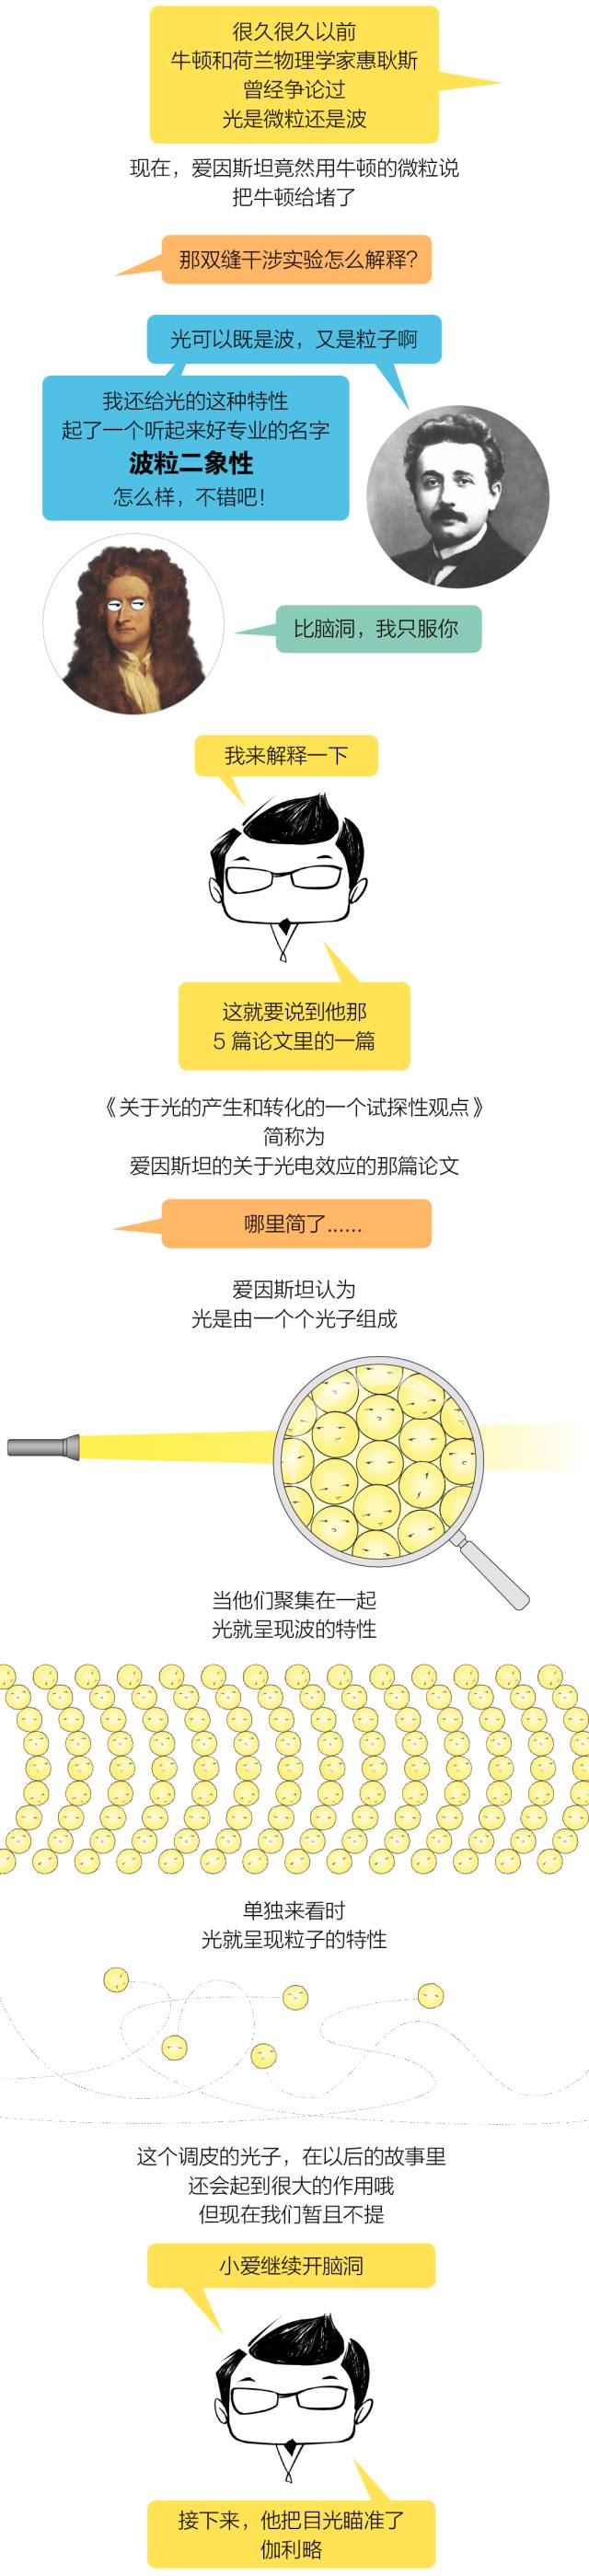 很久很久以前
牛顿和荷兰物理学家惠耿斯
曾经争论过
光是微粒还是波
现在，爱因斯坦竟然用牛顿的微粒说
把牛顿给堵了
那双缝干涉实验怎么解释？
光可以既是波，又是粒子啊
我还给光的这种特性
起了一个听起来好专业的名字
波粒二象性
怎么样，不错吧！
比脑洞，我只服你
我来解释一下
这就要说到他那
5 篇论文里的一篇
《关于光的产生和转化的一个试探性观点》
简称为
爱因斯坦的关于光电效应的那篇论文
哪里简了......
爱因斯坦认为
光是由一个个光子组成
当他们聚集在一起
光就呈现波的特性
单独来看时
光就呈现粒子的特性
这个调皮的光子，在以后的故事里
还会起到很大的作用哦
但现在我们暂且不提
小爱继续开脑洞
接下来，他把目光瞄准了
伽利略